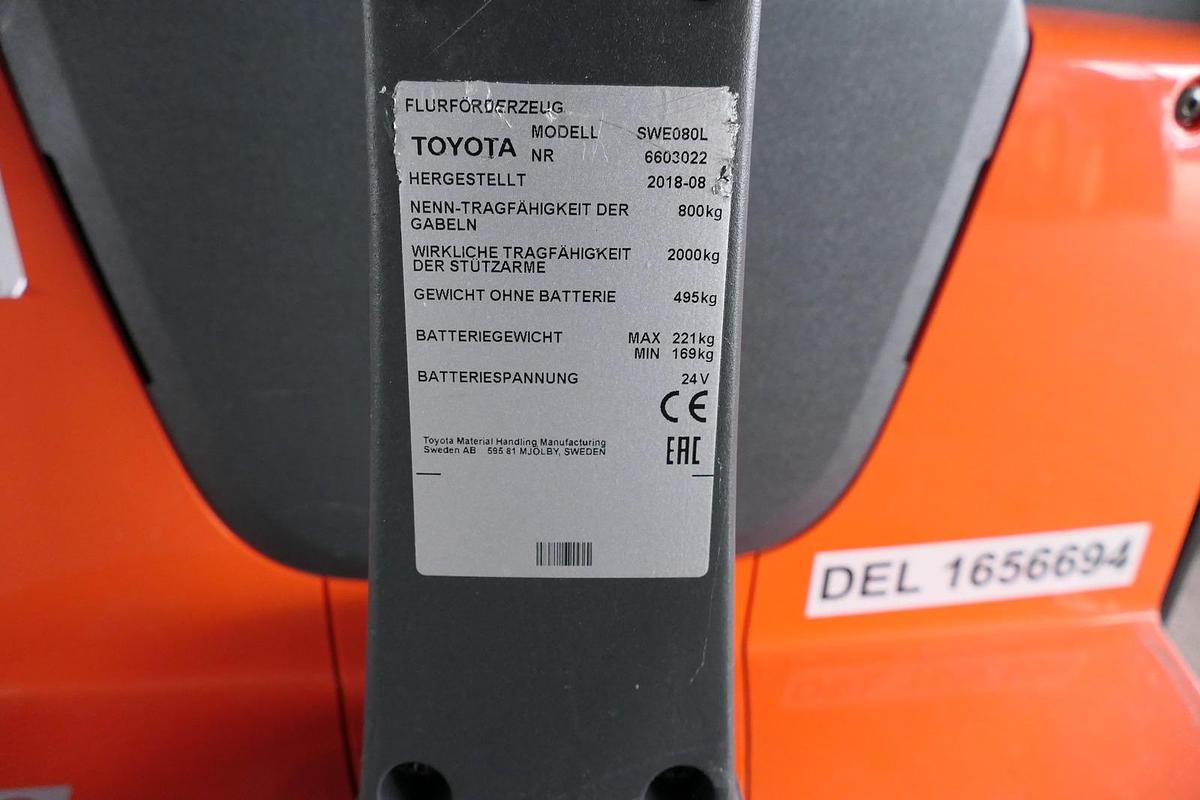 FLURFÖRDERZEUG
TOYOTA MODELL SWE080L
NR 6603022
HERGESTELLT 2018-08
NENN-TRAGFÄHIGKEIT DER 800kg
GABELN
WIRKLICHE TRAGFÄHIGKEIT 2000kg
DER STÜTZARME
GEWICHT OHNE BATTERIE 495kg
BATTERIEGEWICHT MAX 221kg
MIN 169kg
BATTERIESPANNUNG 24V
CE
Toyota Material Handling Manufacturing
Sweden AB 595 81 MJÖLBY, SWEDEN
EAC
DEL 1656694